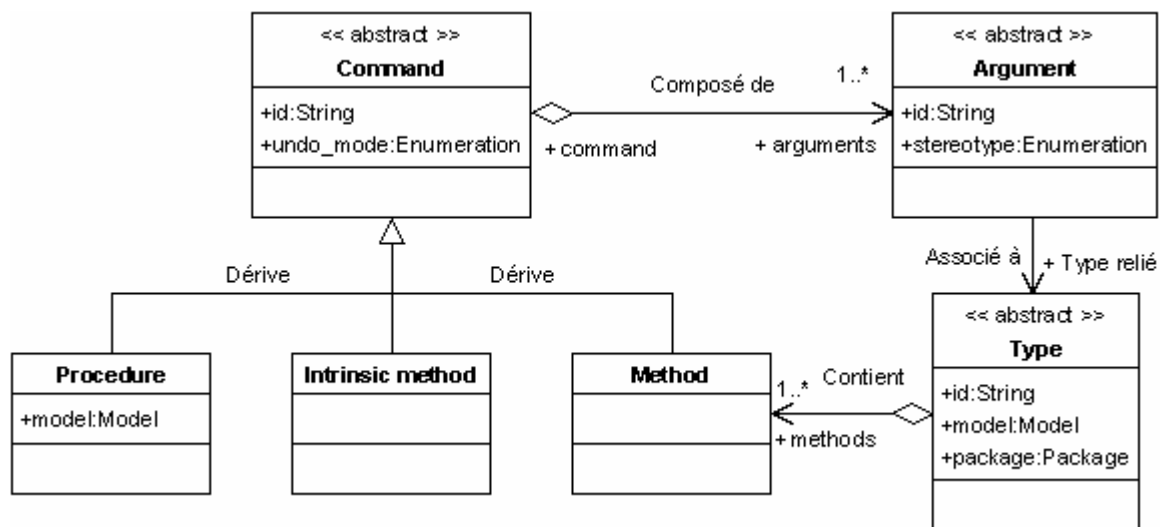 << abstract >>
Command
+id:String
+undo_mode:Enumeration
Composé de
1..*
+ command
+ arguments
<< abstract >>
Argument
+id:String
+stereotype:Enumeration
Dérive
Dérive
Associé à
+ Type relié
Procedure
+model:Model
Intrinsic method
Method
1..*
Contient
+ methods
<< abstract >>
Type
+id:String
+model:Model
+package:Package